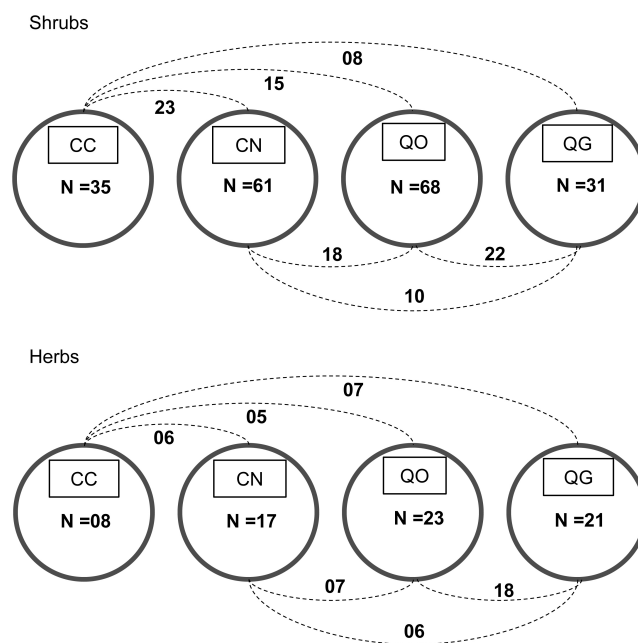 Shrubs
08
15
23
CC
CN
QO
QG
N =35
N =61
N =68
N =31
18
22
10
Herbs
07
05
06
CC
CN
QO
QG
N =08
N =17
N =23
N =21
07
18
06